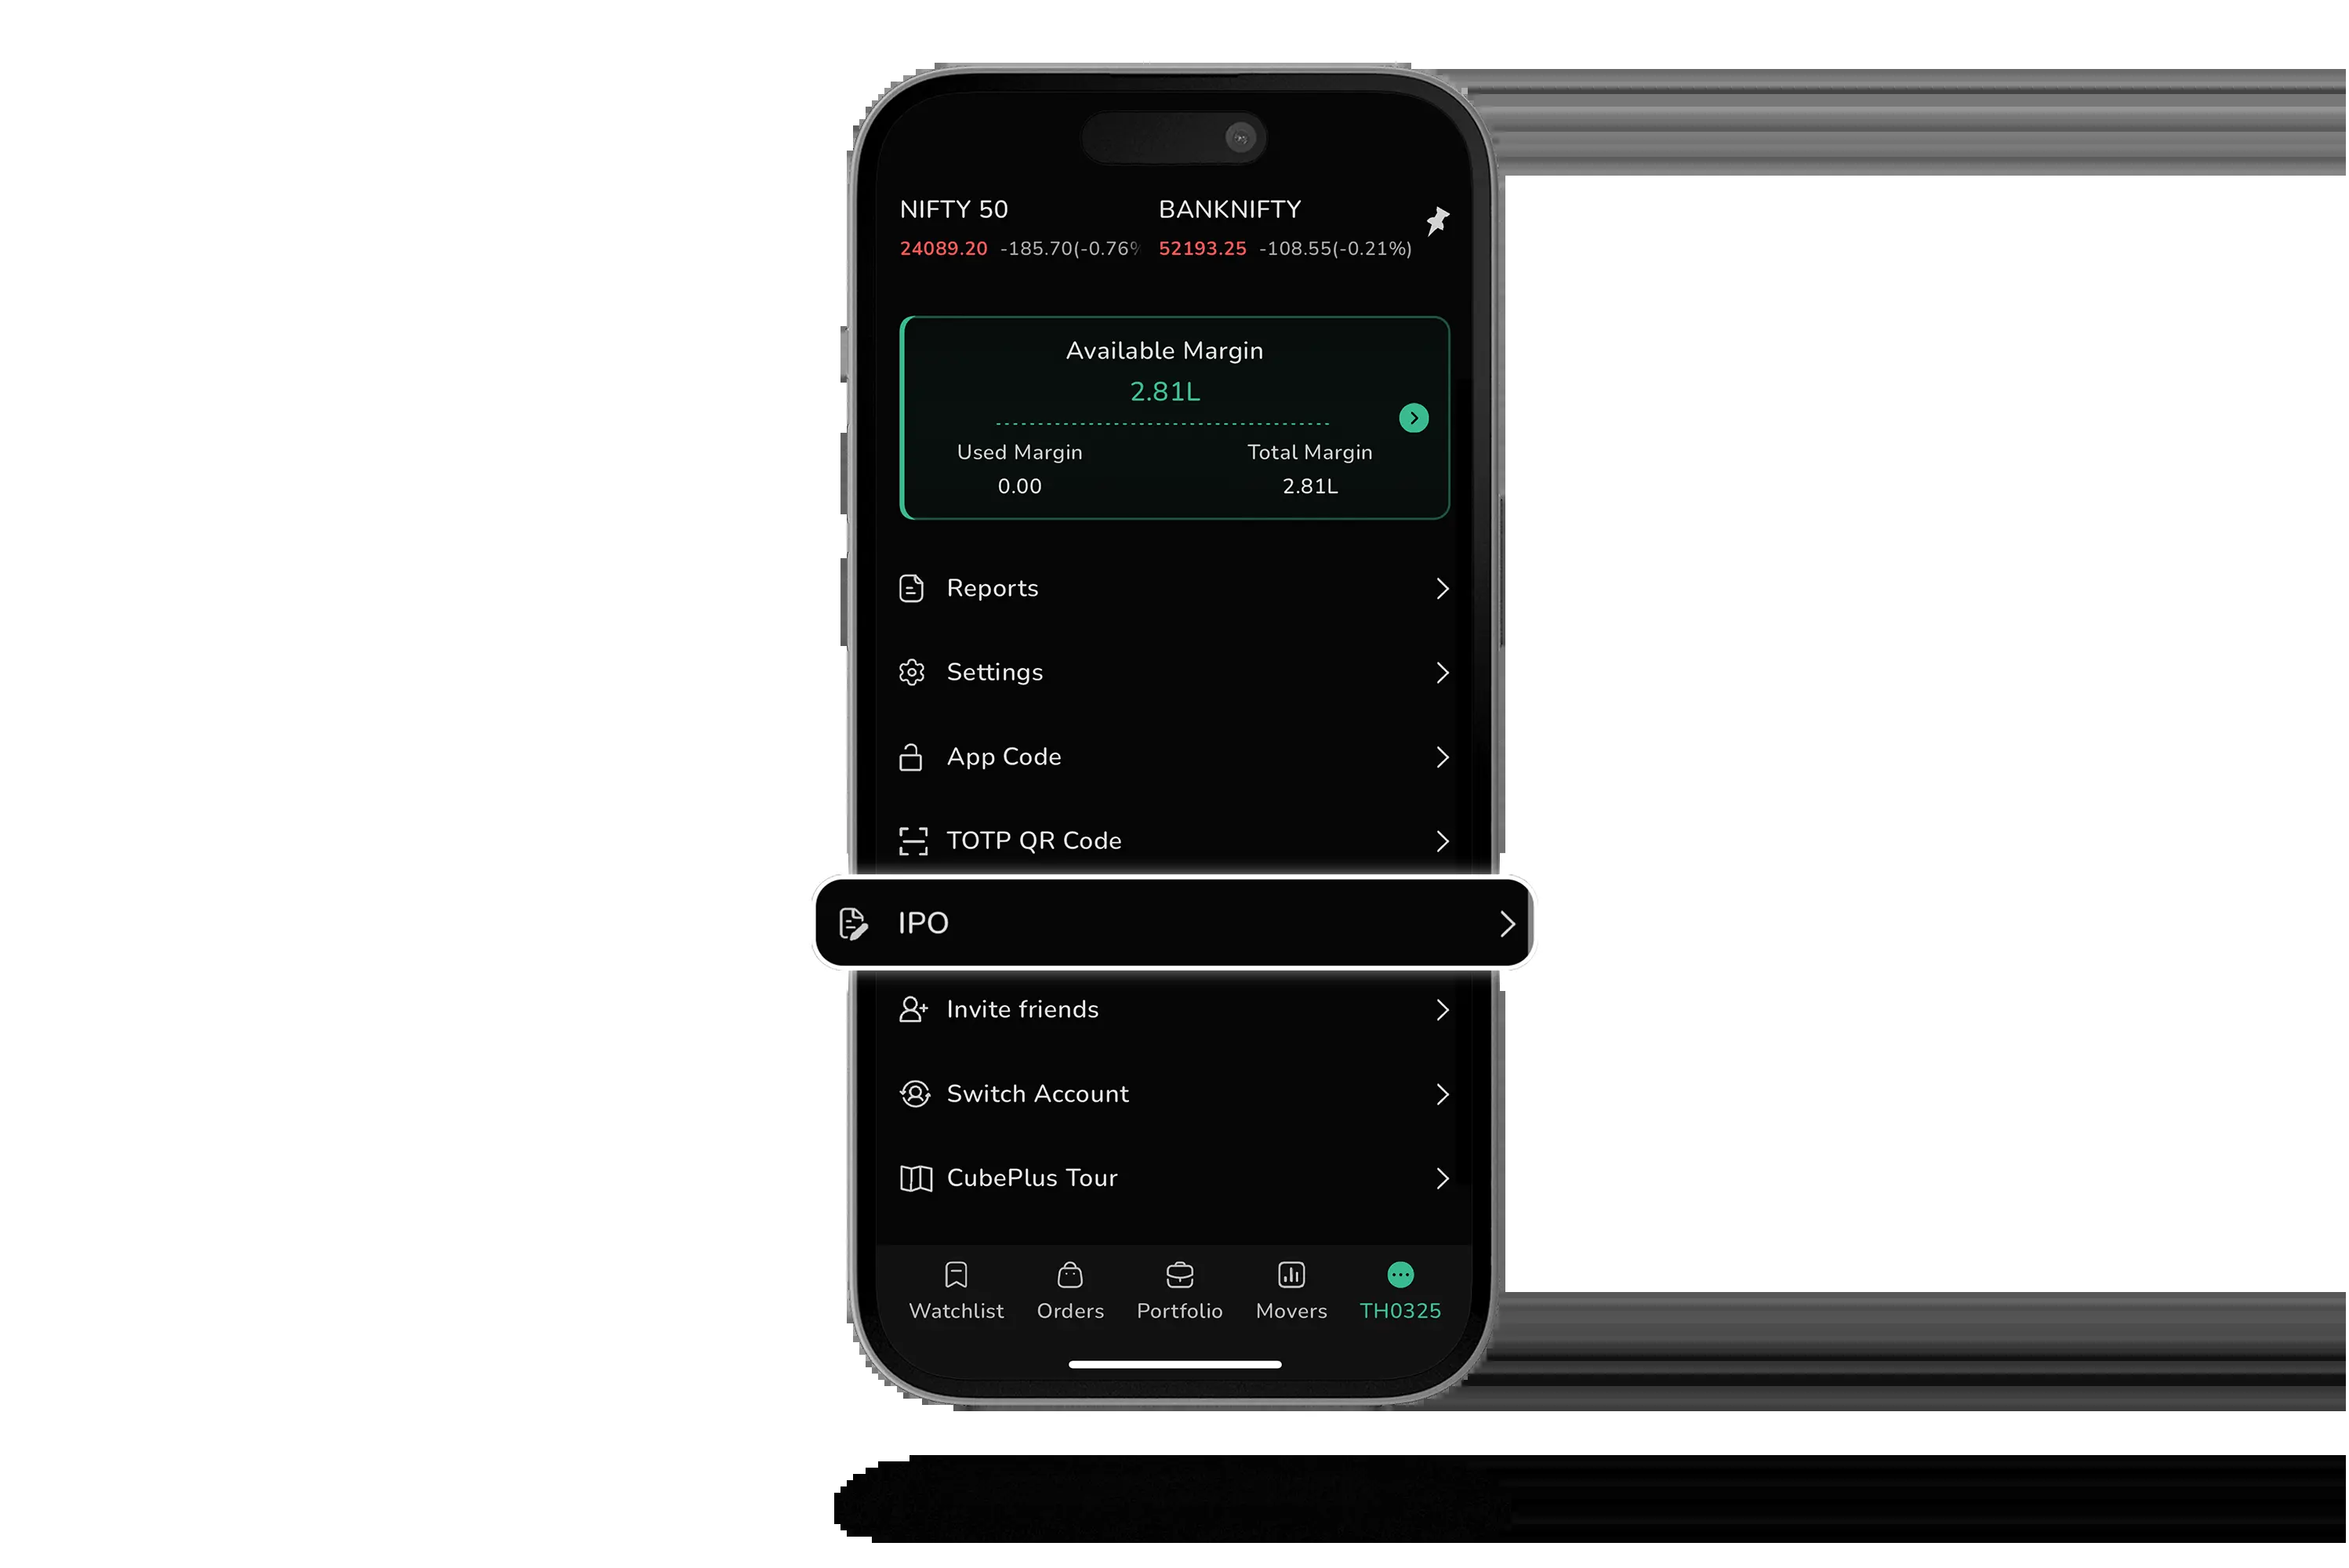 NIFTY 50 BANKNIFTY
24089.20 -185.70(-0.76% 52193.25 -108.55(-0.21%)
Available Margin
2.81L
Used Margin Total Margin
0.00 2.81L
Reports
Settings
App Code
TOTP QR Code
IPO
Invite friends
Switch Account
CubePlus Tour
Watchlist Orders Portfolio Movers TH0325